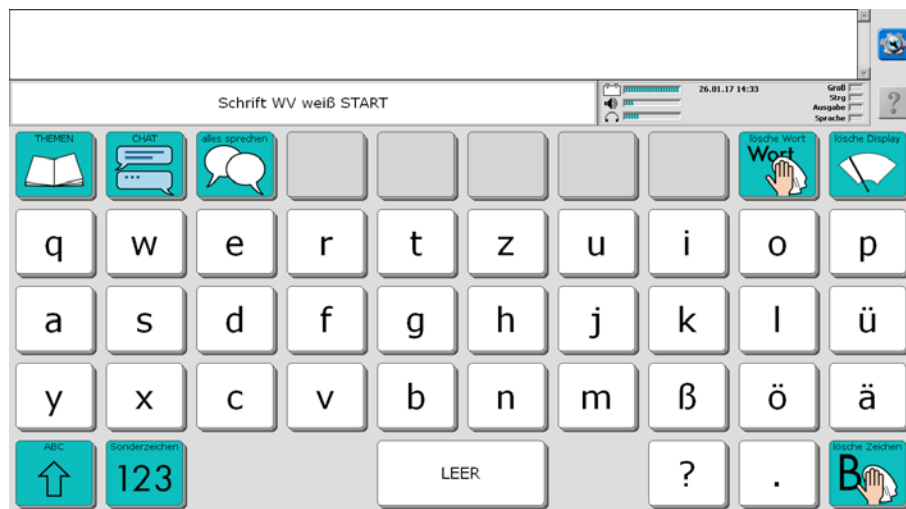 Schrift WV weiß START
26.01.17 14:33
Groß
Strg
Ausgabe
Sprache
?
THEMEN
CHAT
alles sprechen
lösche Wort
Wort
lösche Display
q w e r t z u i o p
a s d f g h j k l ü
y x c v b n m ß ö ä
ABC
Sonderzeichen
123
LEER
?
.
lösche Zeichen
B